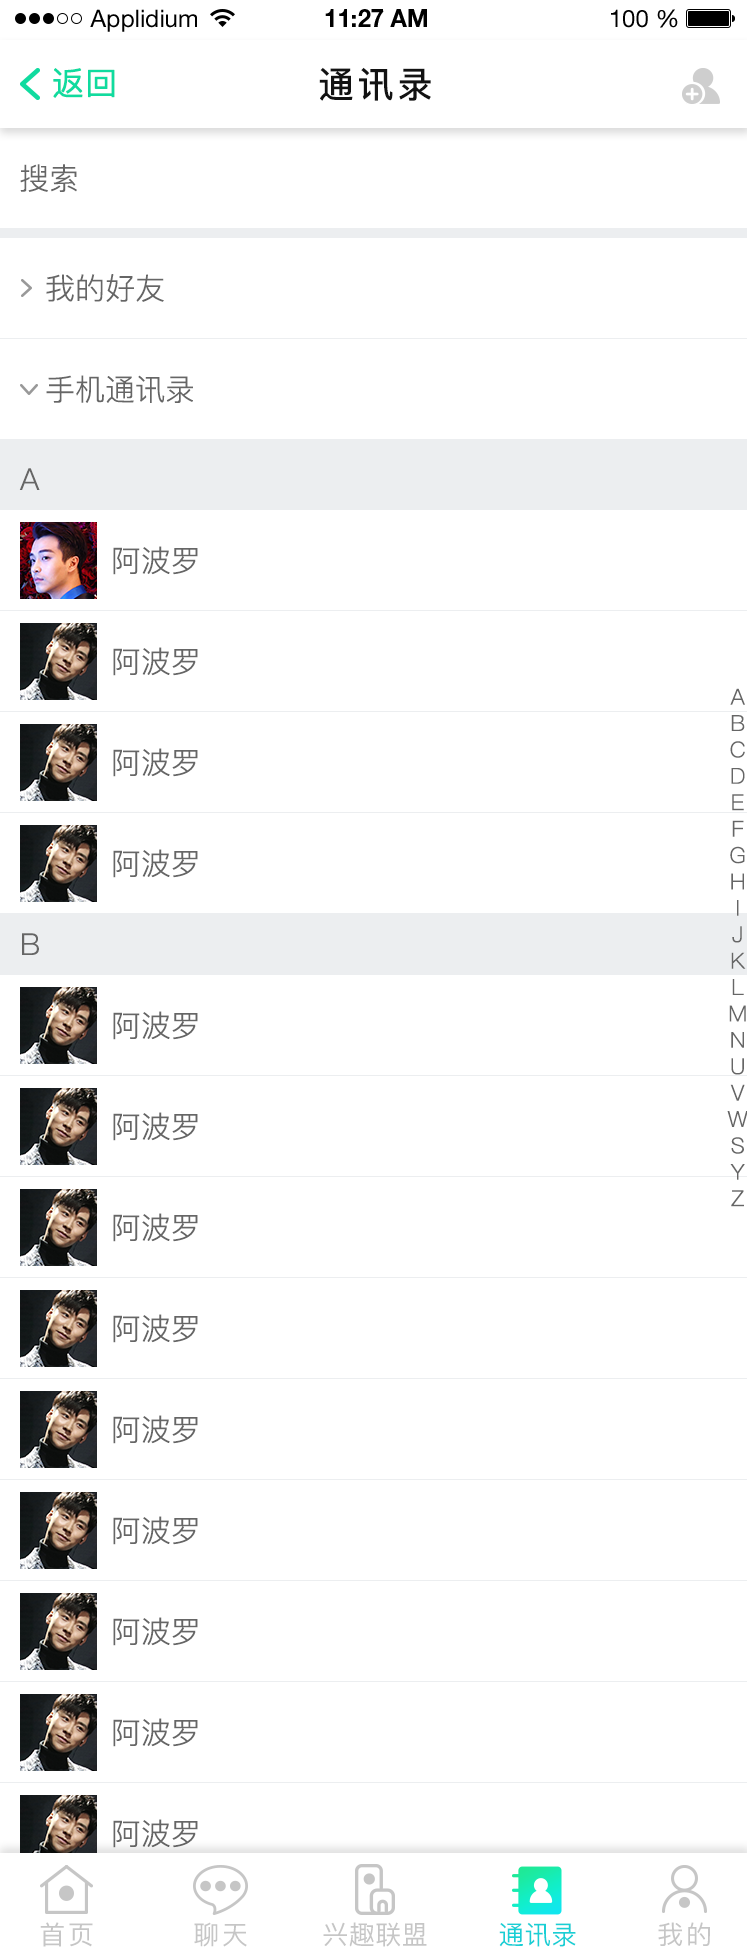 Applidium 11:27 AM 100 %
返回 通讯录
搜索
我的好友
手机通讯录
A
阿波罗
阿波罗
阿波罗
阿波罗
B
阿波罗
阿波罗
阿波罗
阿波罗
阿波罗
阿波罗
阿波罗
阿波罗
阿波罗
A
B
C
D
E
F
G
H
I
J
K
L
M
N
U
V
W
S
Y
Z
首页 聊天 兴趣联盟 通讯录 我的